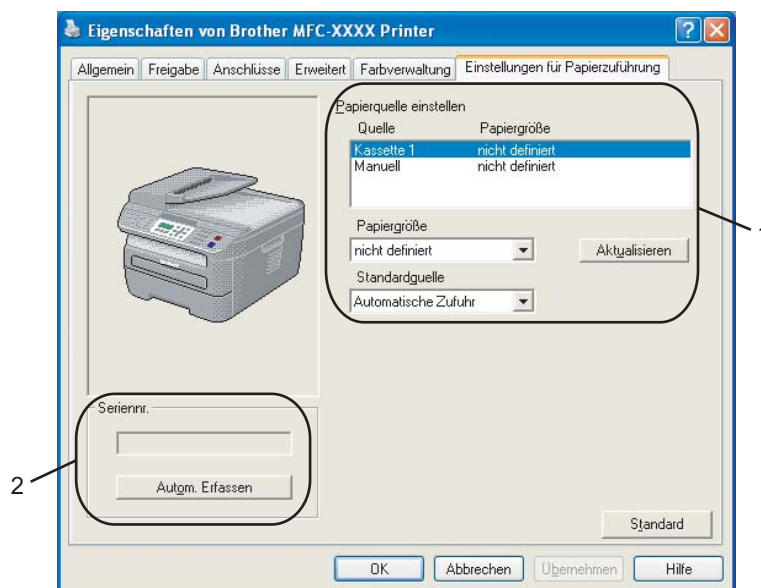 Eigenschaften von Brother MFC-XXXX Printer
Allgemein Freigabe Anschlüsse Erweitert Farbverwaltung Einstellungen für Papierzuführung
Papierquelle einstellen
Quelle Papiergröße
Kassette 1 nicht definiert
Manuell nicht definiert
1
Papiergröße
nicht definiert Aktualisieren
Standardquelle
Automatische Zufuhr
Seriennr.
2
Autom. Erfassen
Standard
OK Abbrechen Übernehmen Hilfe